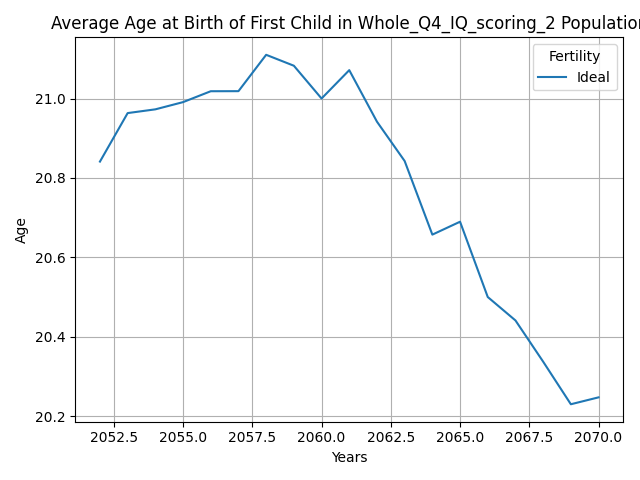 Average Age at Birth of First Child in Whole_Q4_IQ_scoring_2 Population
Fertility
Ideal
21.0
20.8
20.6
20.4
20.2
Age
2052.5 2055.0 2057.5 2060.0 2062.5 2065.0 2067.5 2070.0
Years